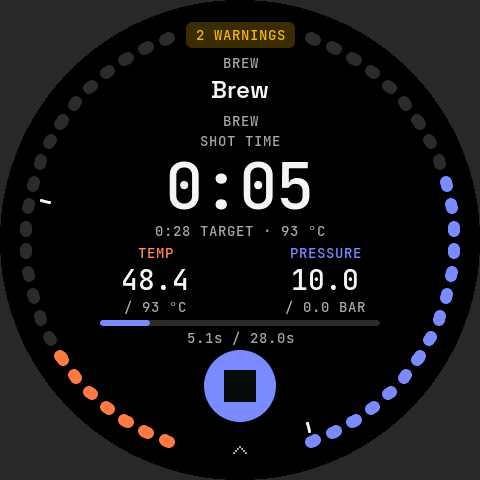 2 WARNINGS
BREW
Brew
BREW
SHOT TIME
0:05
0:28 TARGET · 93 °C
TEMP PRESSURE
48.4 10.0
/ 93 °C / 0.0 BAR
5.1s / 28.0s